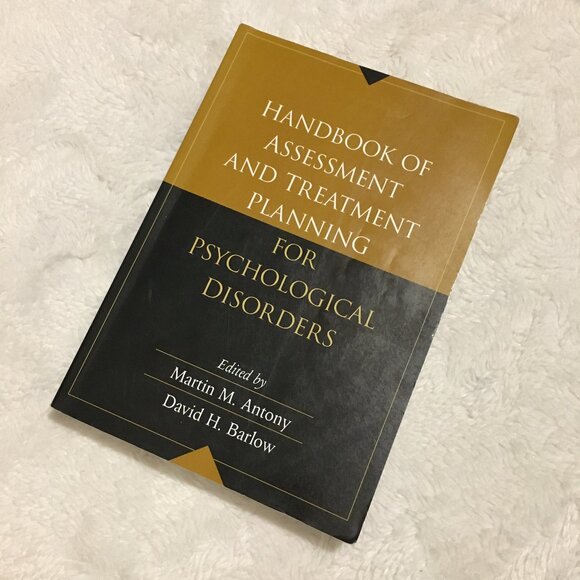 HANDBOOK OF
ASSESSMENT
AND TREATMENT
PLANNING
FOR
PSYCHOLOGICAL
DISORDERS
Edited by
Martin M. Antony
David H. Barlow